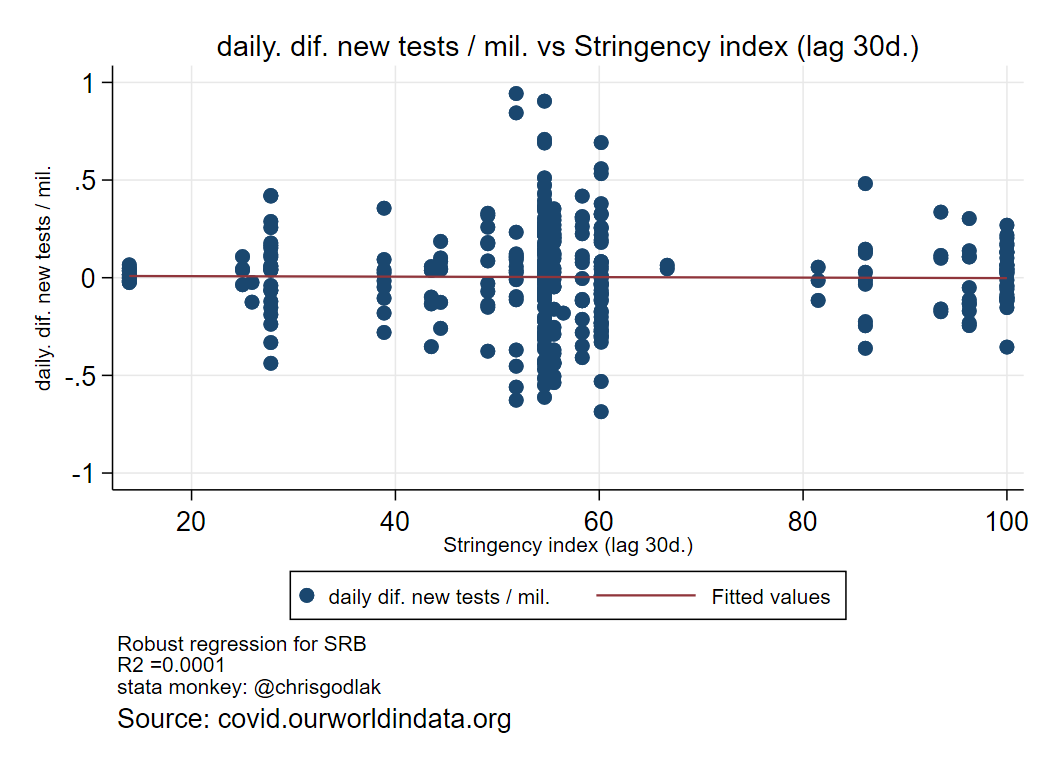 daily. dif. new tests / mil. vs Stringency index (lag 30d.)
daily. dif. new tests / mil.
1
.5
0
-.5
-1
20 40 60 80 100
Stringency index (lag 30d.)
daily dif. new tests / mil. Fitted values
Robust regression for SRB
R2 =0.0001
stata monkey: @chrisgodlak
Source: covid.ourworldindata.org